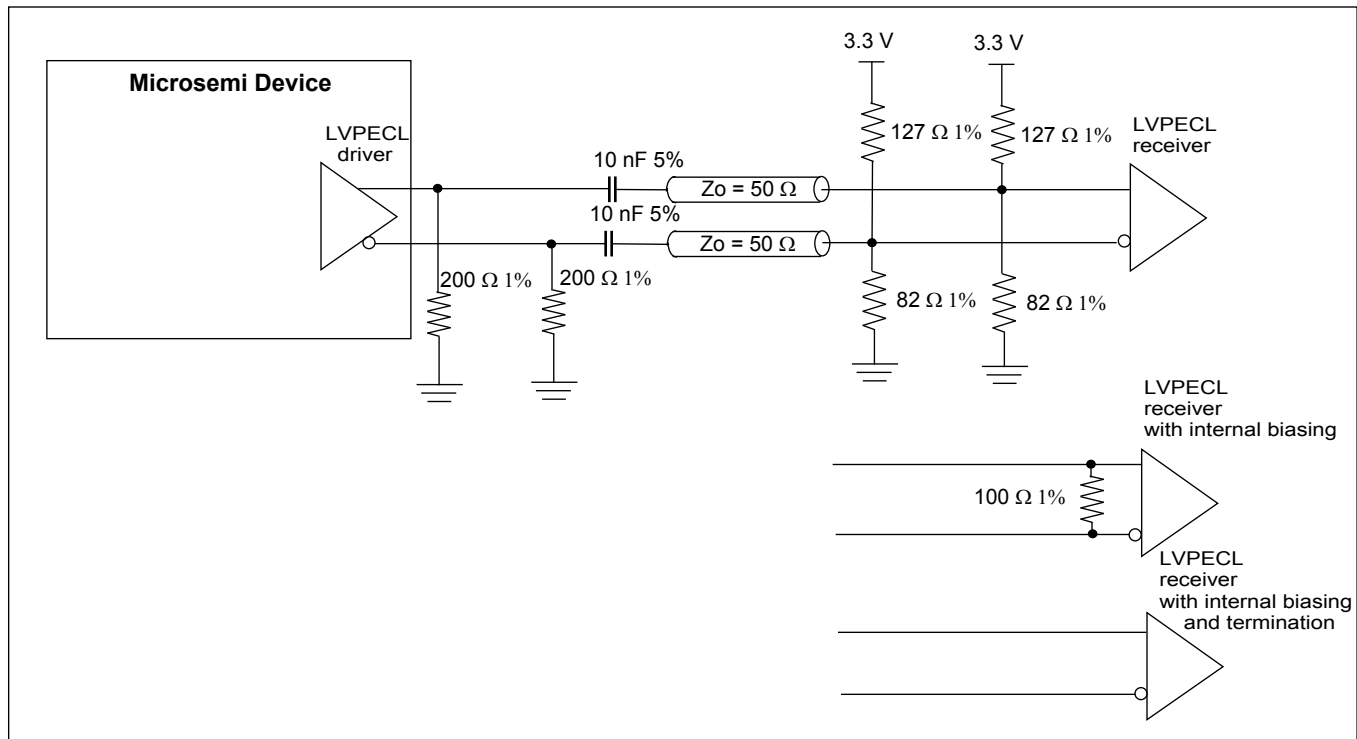 3.3 V
3.3 V
Microsemi Device
LVPECL
driver
127 Ω 1%
127 Ω 1%
LVPECL
receiver
10 nF 5%
Zo = 50 Ω
10 nF 5%
Zo = 50 Ω
200 Ω 1%
200 Ω 1%
82 Ω 1%
82 Ω 1%
LVPECL
receiver
with internal biasing
100 Ω 1%
LVPECL
receiver
with internal biasing
and termination